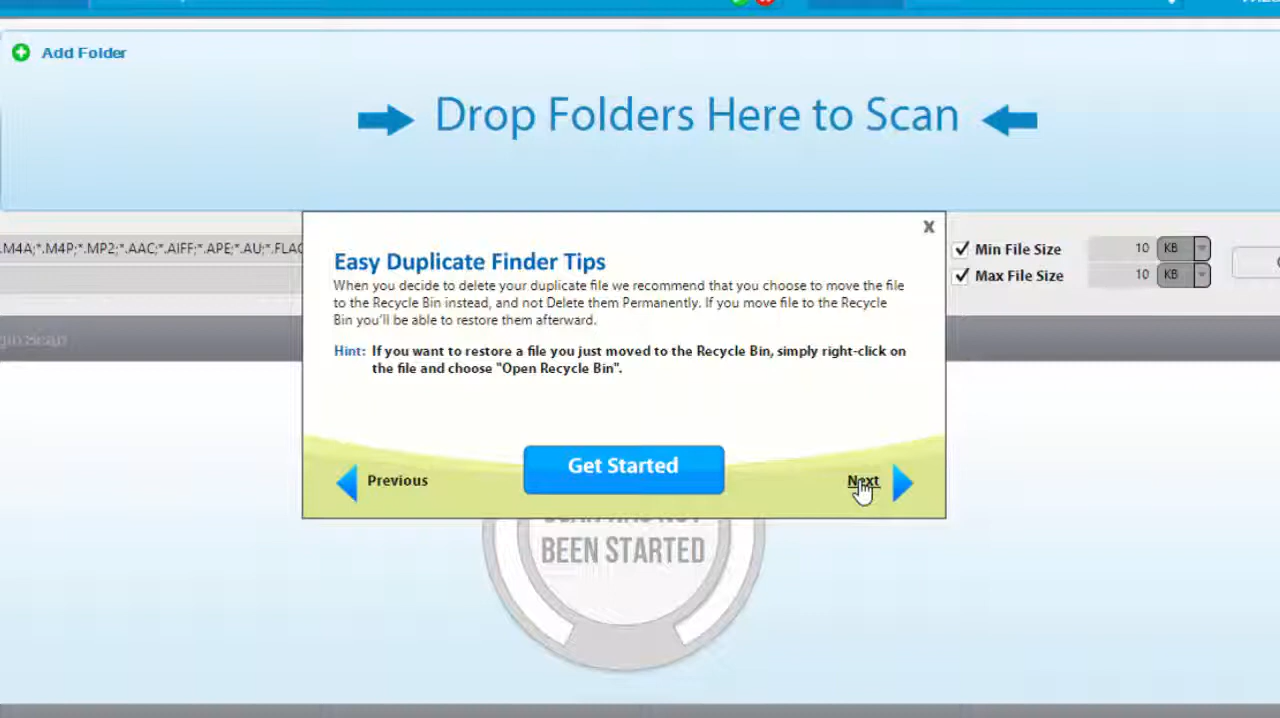 Add Folder
Drop Folders Here to Scan
.M4A;*.M4P;*.MP2;*.AAC;*.AIFF;*.APE;*.AU;*.FLAC
Min File Size 10 KB
Max File Size 10 KB
X
Easy Duplicate Finder Tips
When you decide to delete your duplicate file we recommend that you choose to move the file
to the Recycle Bin instead, and not Delete them Permanently. If you move file to the Recycle
Bin you'll be able to restore them afterward.
Hint: If you want to restore a file you just moved to the Recycle Bin, simply right-click on
the file and choose "Open Recycle Bin".
Previous
Get Started
Next
BEEN STARTED